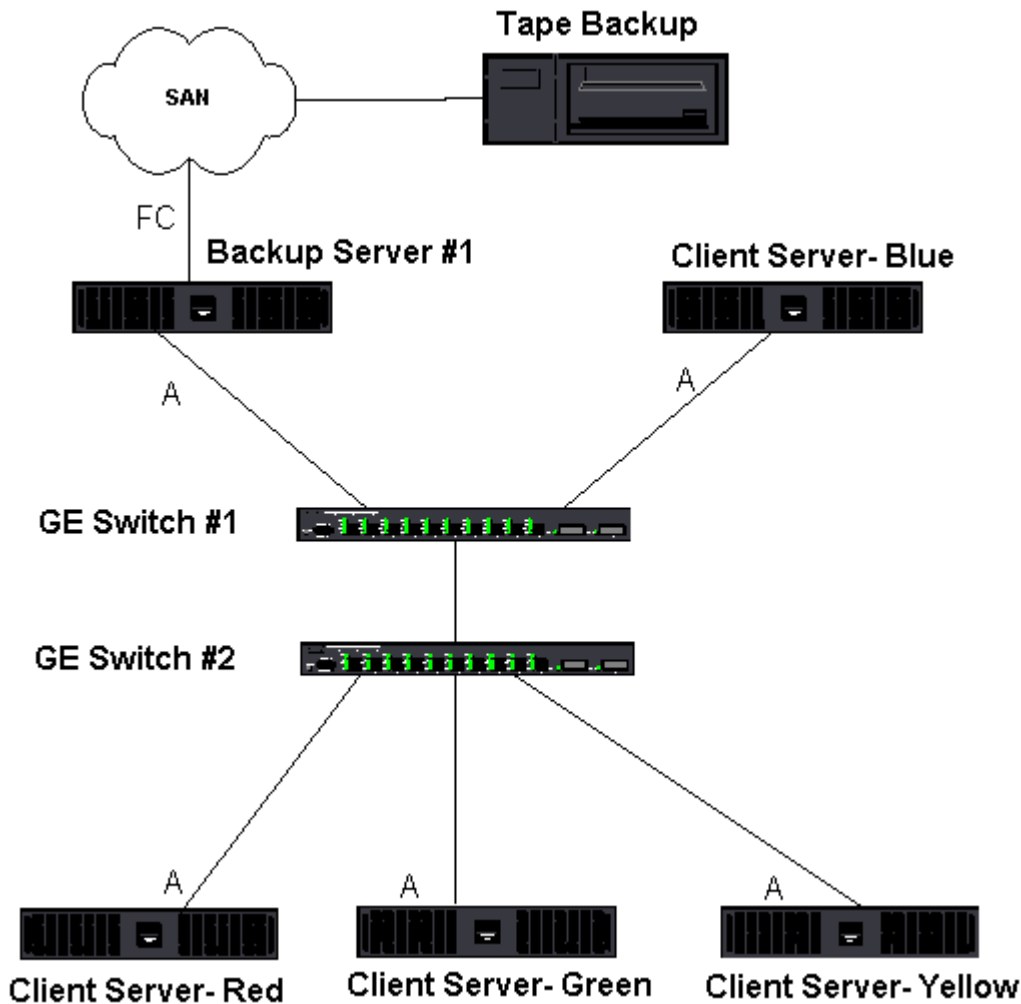 Tape Backup
SAN
FC
Backup Server #1
Client Server- Blue
A
A
GE Switch #1
GE Switch #2
A
A
A
Client Server- Red
Client Server- Green
Client Server- Yellow